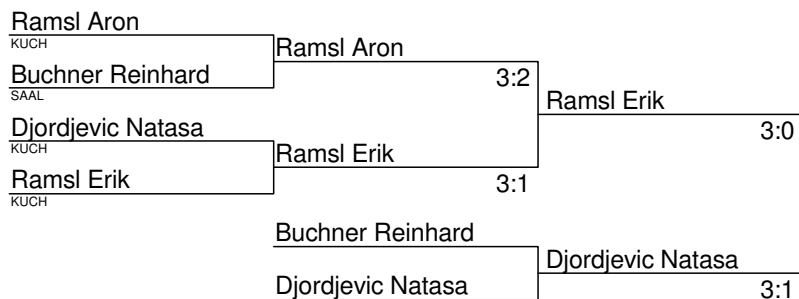 Ramsl Aron
KUCH
Ramsl Aron
Buchner Reinhard
3:2
SAAL
Ramsl Erik
Djordjevic Natasa
3:0
KUCH
Ramsl Erik
Ramsl Erik
3:1
KUCH
Buchner Reinhard
Djordjevic Natasa
Djordjevic Natasa
3:1